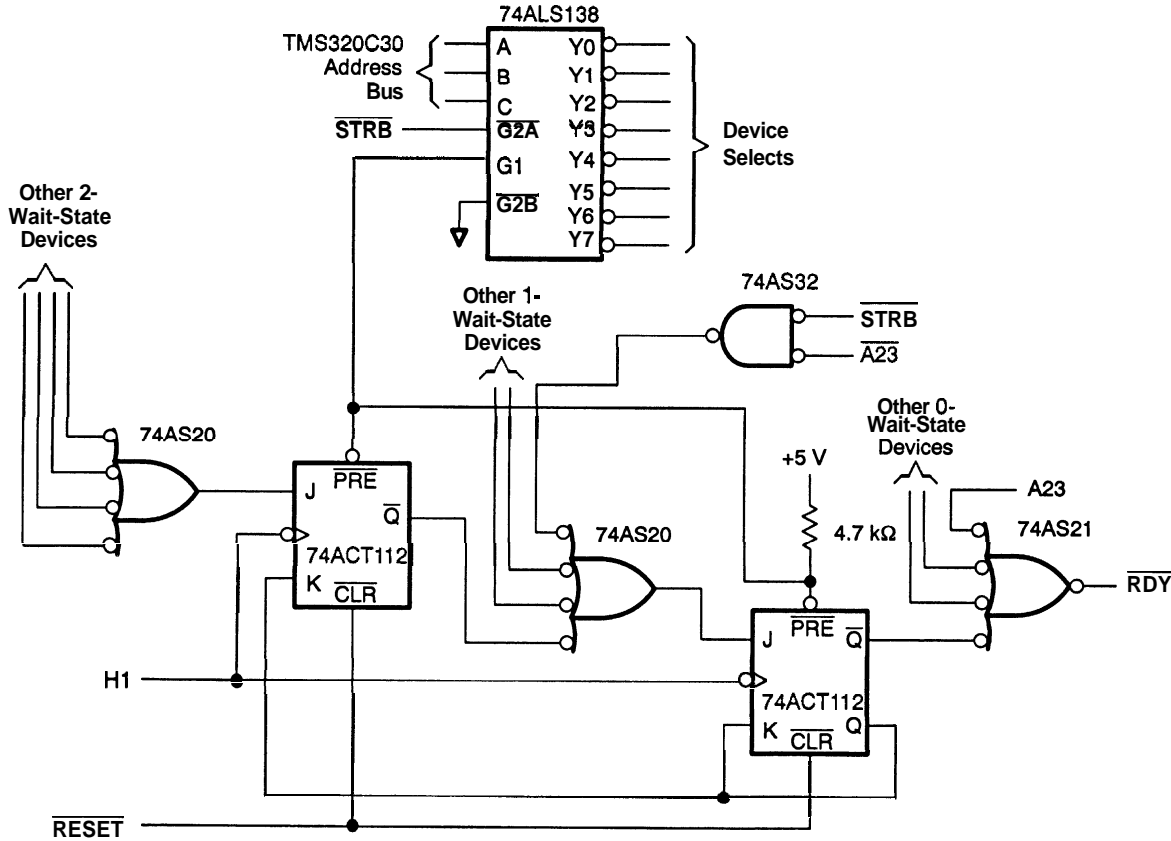 74ALS138
TMS320C30
Address
Bus
A
B
C
G2A
G1
G2B
STRB
Y0
Y1
Y2
Y3
Y4
Y5
Y6
Y7
Device
Selects
Other 2-
Wait-State
Devices
74AS20
J
PRE
Q
74ACT112
K
CLR
Other 1-
Wait-State
Devices
74AS32
STRB
A23
74AS20
+5 V
4.7 kΩ
Other 0-
Wait-State
Devices
A23
74AS21
RDY
J
PRE
Q
74ACT112
K
Q
CLR
H1
RESET